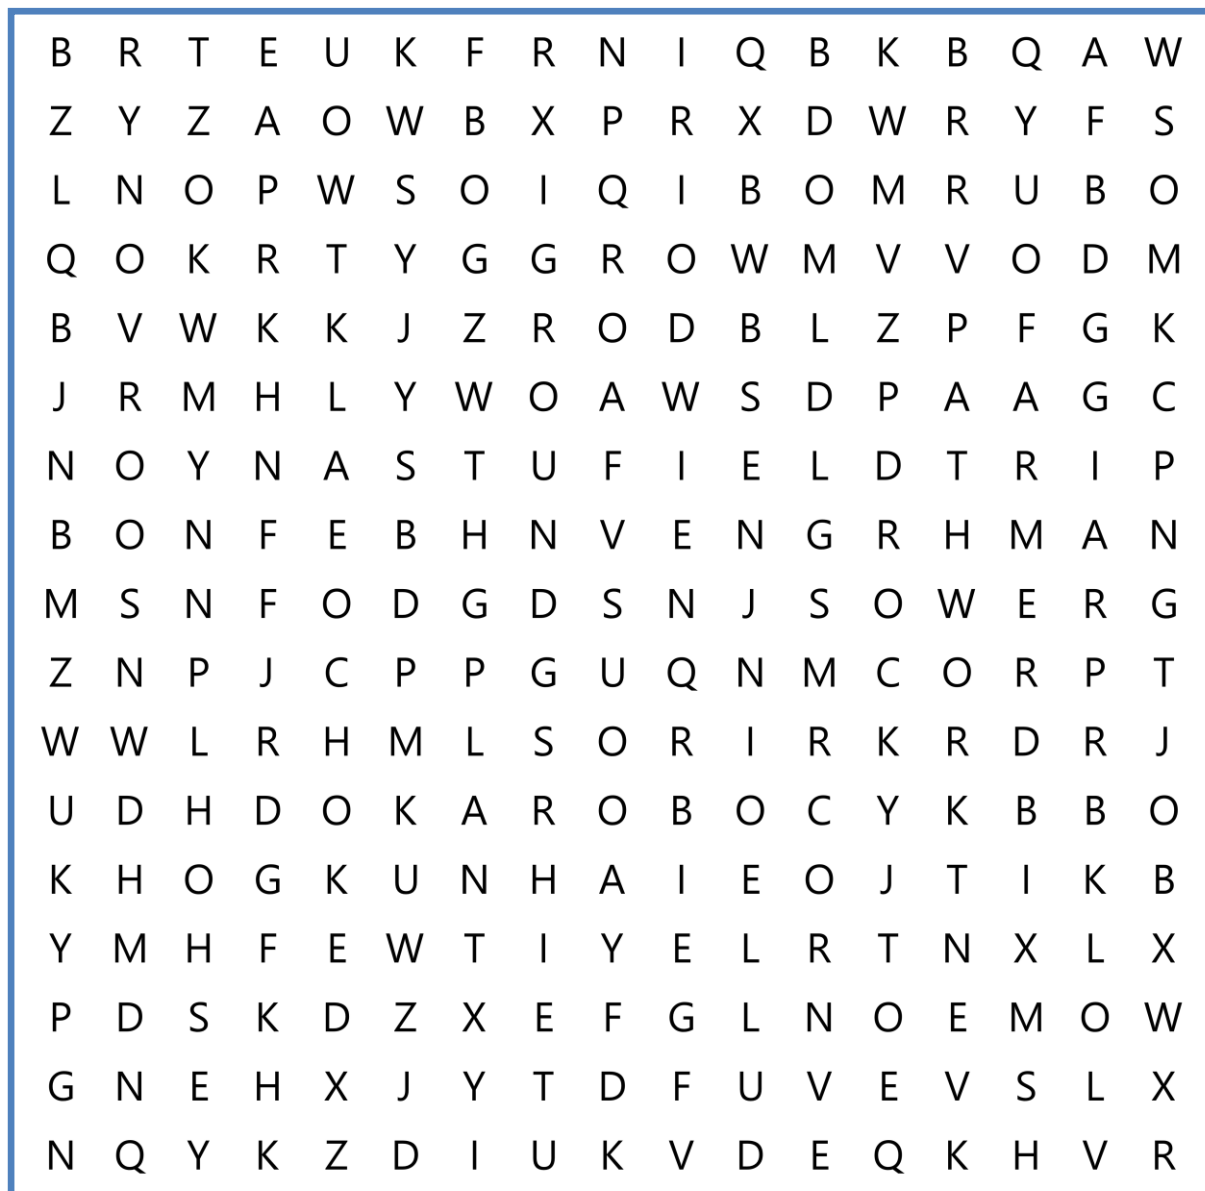 B R T E U K F R N I Q B K B Q A W
Z Y Z A O W B X P R X D W R Y F S
L N O P W S O I Q I B O M R U B O
Q O K R T Y G G R O W M V V O D M
B V W K K J Z R O D B L Z P F G K
J R M H L Y W O A W S D P A A G C
N O Y N A S T U F I E L D T R I P
B O N F E B H N V E N G R H M A N
M S N F O D G D S N J S O W E R G
Z N P J C P P G U Q N M C O R P T
W W L R H M L S O R I R K R D R J
U D H D O K A R O B O C Y K B B O
K H O G K U N H A I E O J T I K B
Y M H F E W T I Y E L R T N X L X
P D S K D Z X E F G L N O E M O W
G N E H X J Y T D F U V E V S L X
N Q Y K Z D I U K V D E Q K H V R